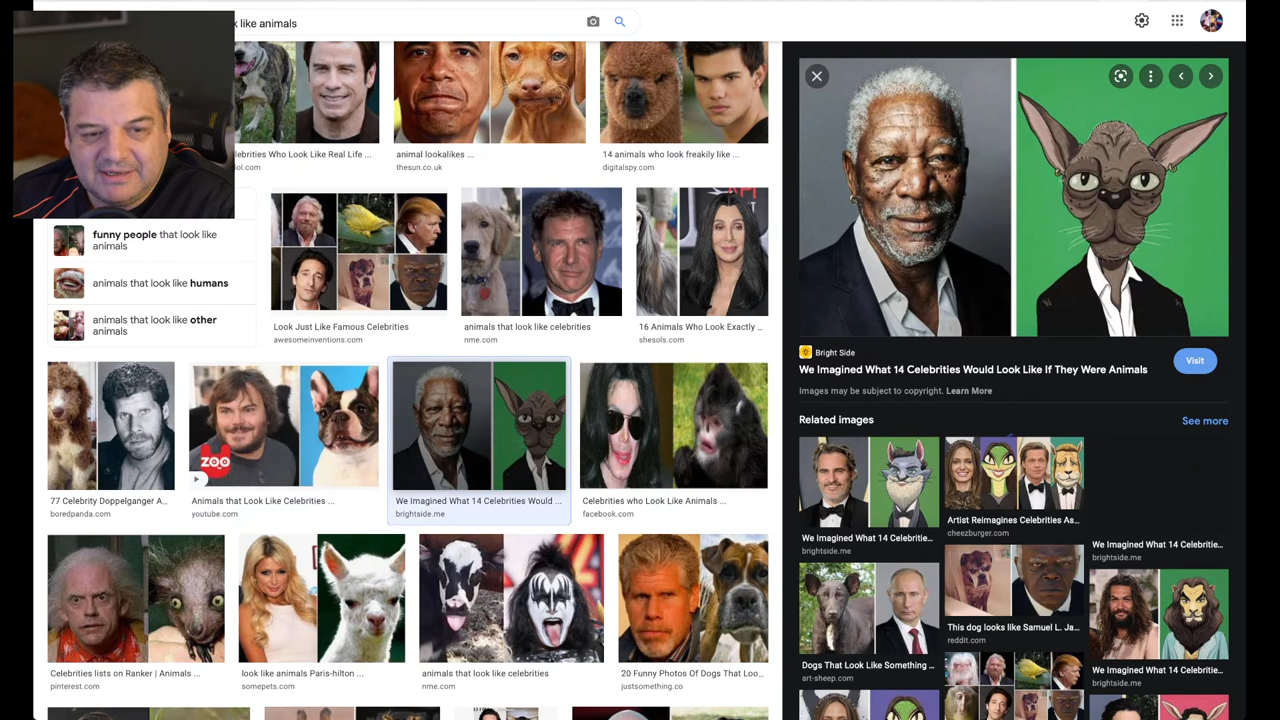 k like animals
lebrities Who Look Like Real Life ...
ol.com
animal lookalikes ...
thesun.co.uk
14 animals who look freakily like ...
digitalspy.com
funny people that look like
animals
animals that look like humans
animals that look like other
animals
Look Just Like Famous Celebrities
awesomeinventions.com
animals that look like celebrities
nme.com
16 Animals Who Look Exactly ...
shesols.com
77 Celebrity Doppelganger A...
boredpanda.com
ZOO
Animals that Look Like Celebrities ...
youtube.com
We Imagined What 14 Celebrities Would ...
brightside.me
Celebrities who Look Like Animals ...
facebook.com
Celebrities lists on Ranker | Animals ...
pinterest.com
look like animals Paris-hilton ...
somepets.com
animals that look like celebrities
nme.com
20 Funny Photos Of Dogs That Loo...
justsomething.co
Bright Side
We Imagined What 14 Celebrities Would Look Like If They Were Animals
Visit
Images may be subject to copyright. Learn More
Related images
See more
We Imagined What 14 Celebritie...
brightside.me
Artist Reimagines Celebrities As...
cheezburger.com
We Imagined What 14 Celebritie...
brightside.me
Dogs That Look Like Something ...
art-sheep.com
This dog looks like Samuel L. Ja...
reddit.com
We Imagined What 14 Celebritie...
brightside.me